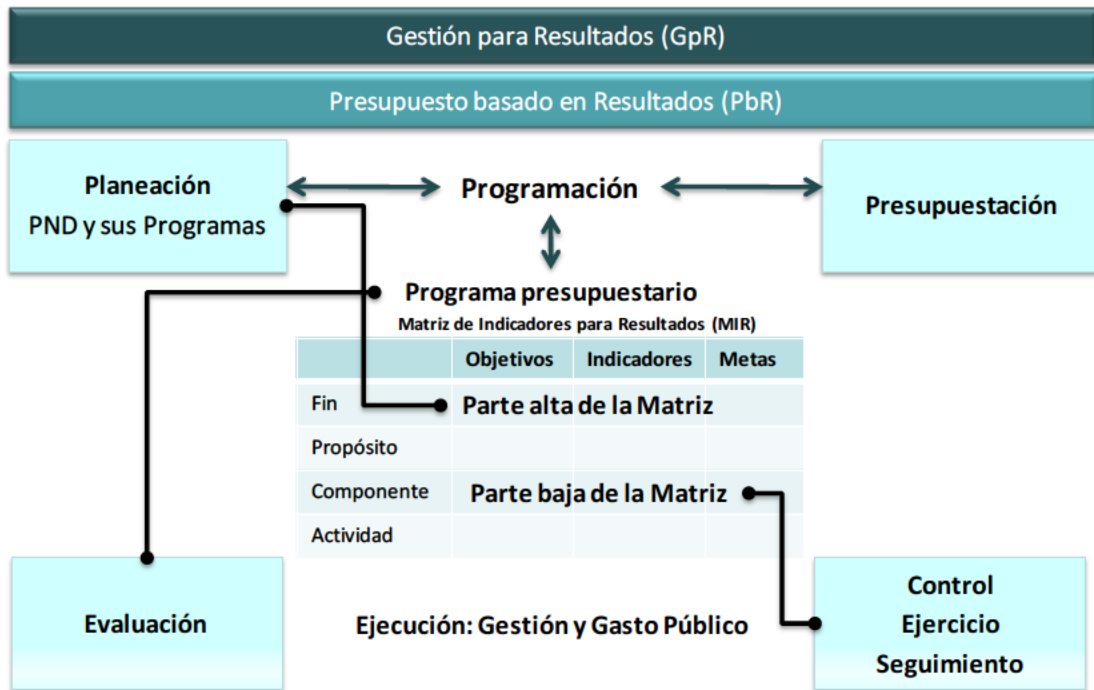 Gestión para Resultados (GpR)
Presupuesto basado en Resultados (PbR)
Planeación
PND y sus Programas
Programación
Presupuestación
Programa presupuestario
Matriz de Indicadores para Resultados (MIR)
Objetivos Indicadores Metas
Fin Parte alta de la Matriz
Propósito
Componente Parte baja de la Matriz
Actividad
Evaluación
Ejecución: Gestión y Gasto Público
Control
Ejercicio
Seguimiento